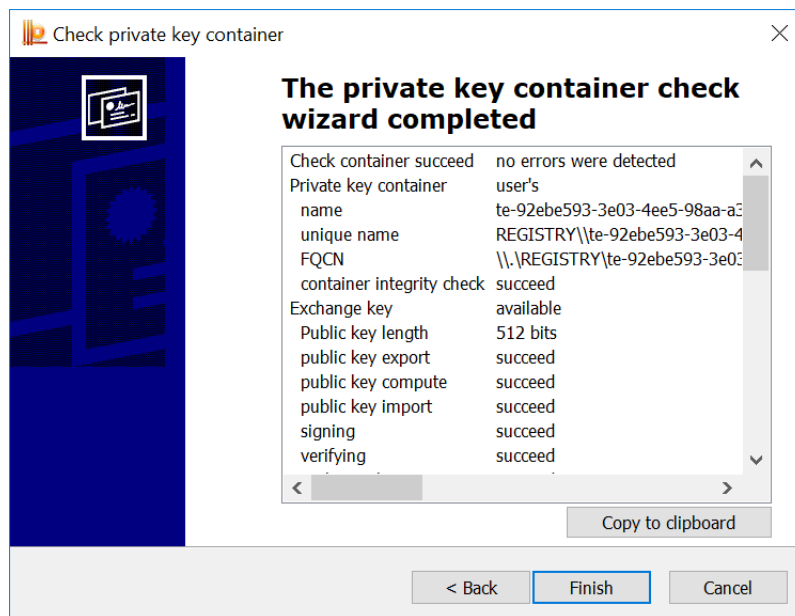 Check private key container
The private key container check
wizard completed
Check container succeed no errors were detected
Private key container user's
name te-92ebe593-3e03-4ee5-98aa-a3
unique name REGISTRY\\te-92ebe593-3e03-4
FQCN \\.\REGISTRY\te-92ebe593-3e03
container integrity check succeed
Exchange key available
Public key length 512 bits
public key export succeed
public key compute succeed
public key import succeed
signing succeed
verifying succeed
Copy to clipboard
< Back Finish Cancel